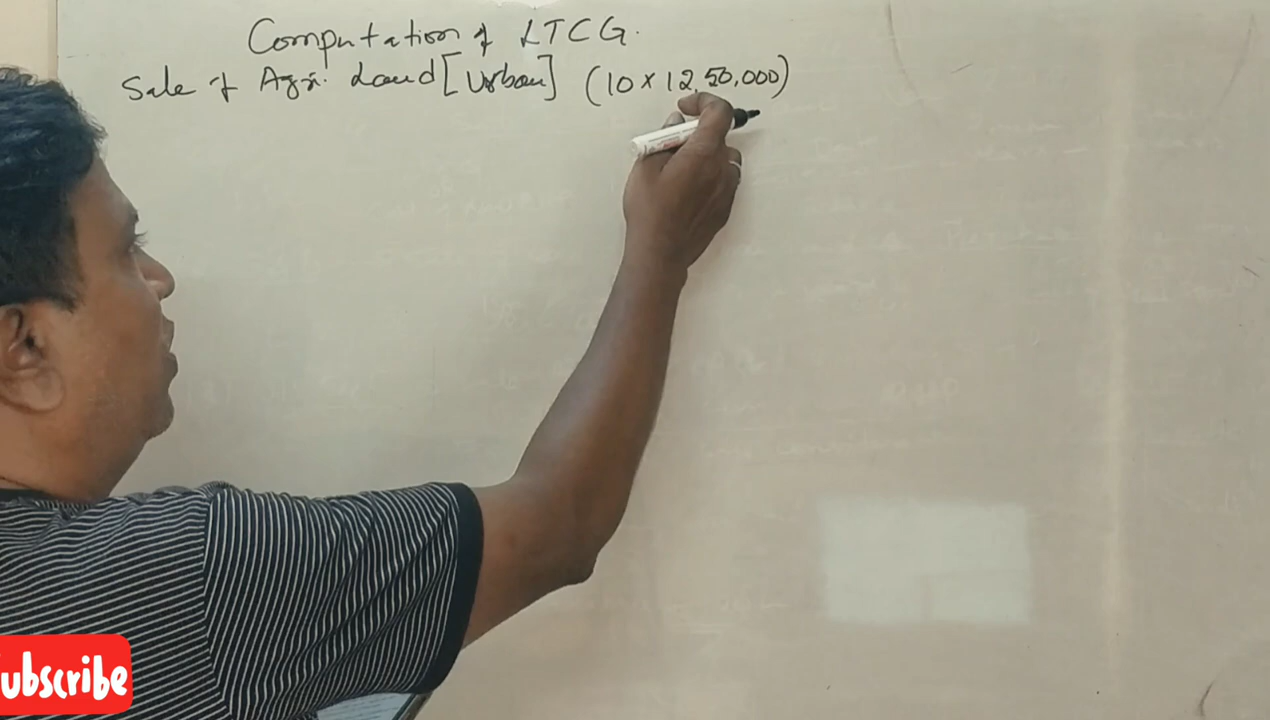 Computation of LTCG.
Sale of Agri. Land [Urban] (10 x 12,50,000)
ubscribe